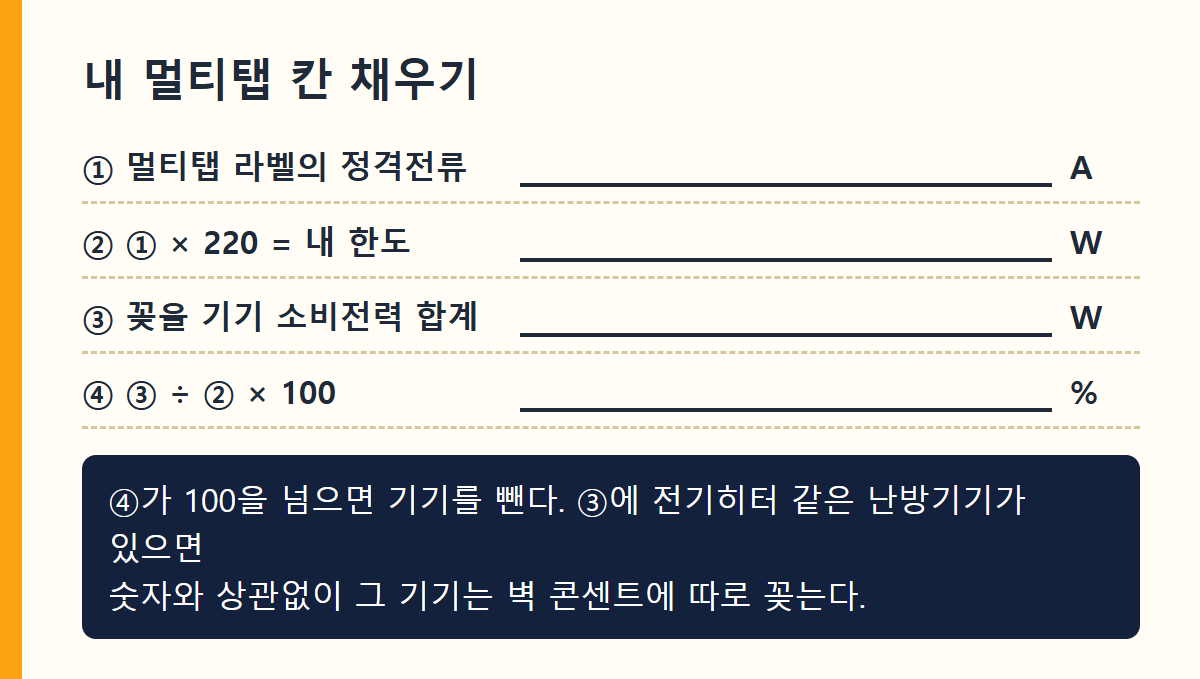 내 멀티탭 칸 채우기
① 멀티탭 라벨의 정격전류 A
② ① × 220 = 내 한도 W
③ 꽂을 기기 소비전력 합계 W
④ ③ ÷ ② × 100 %
④가 100을 넘으면 기기를 뺀다. ③에 전기히터 같은 난방기기가
있으면
숫자와 상관없이 그 기기는 벽 콘센트에 따로 꽂는다.